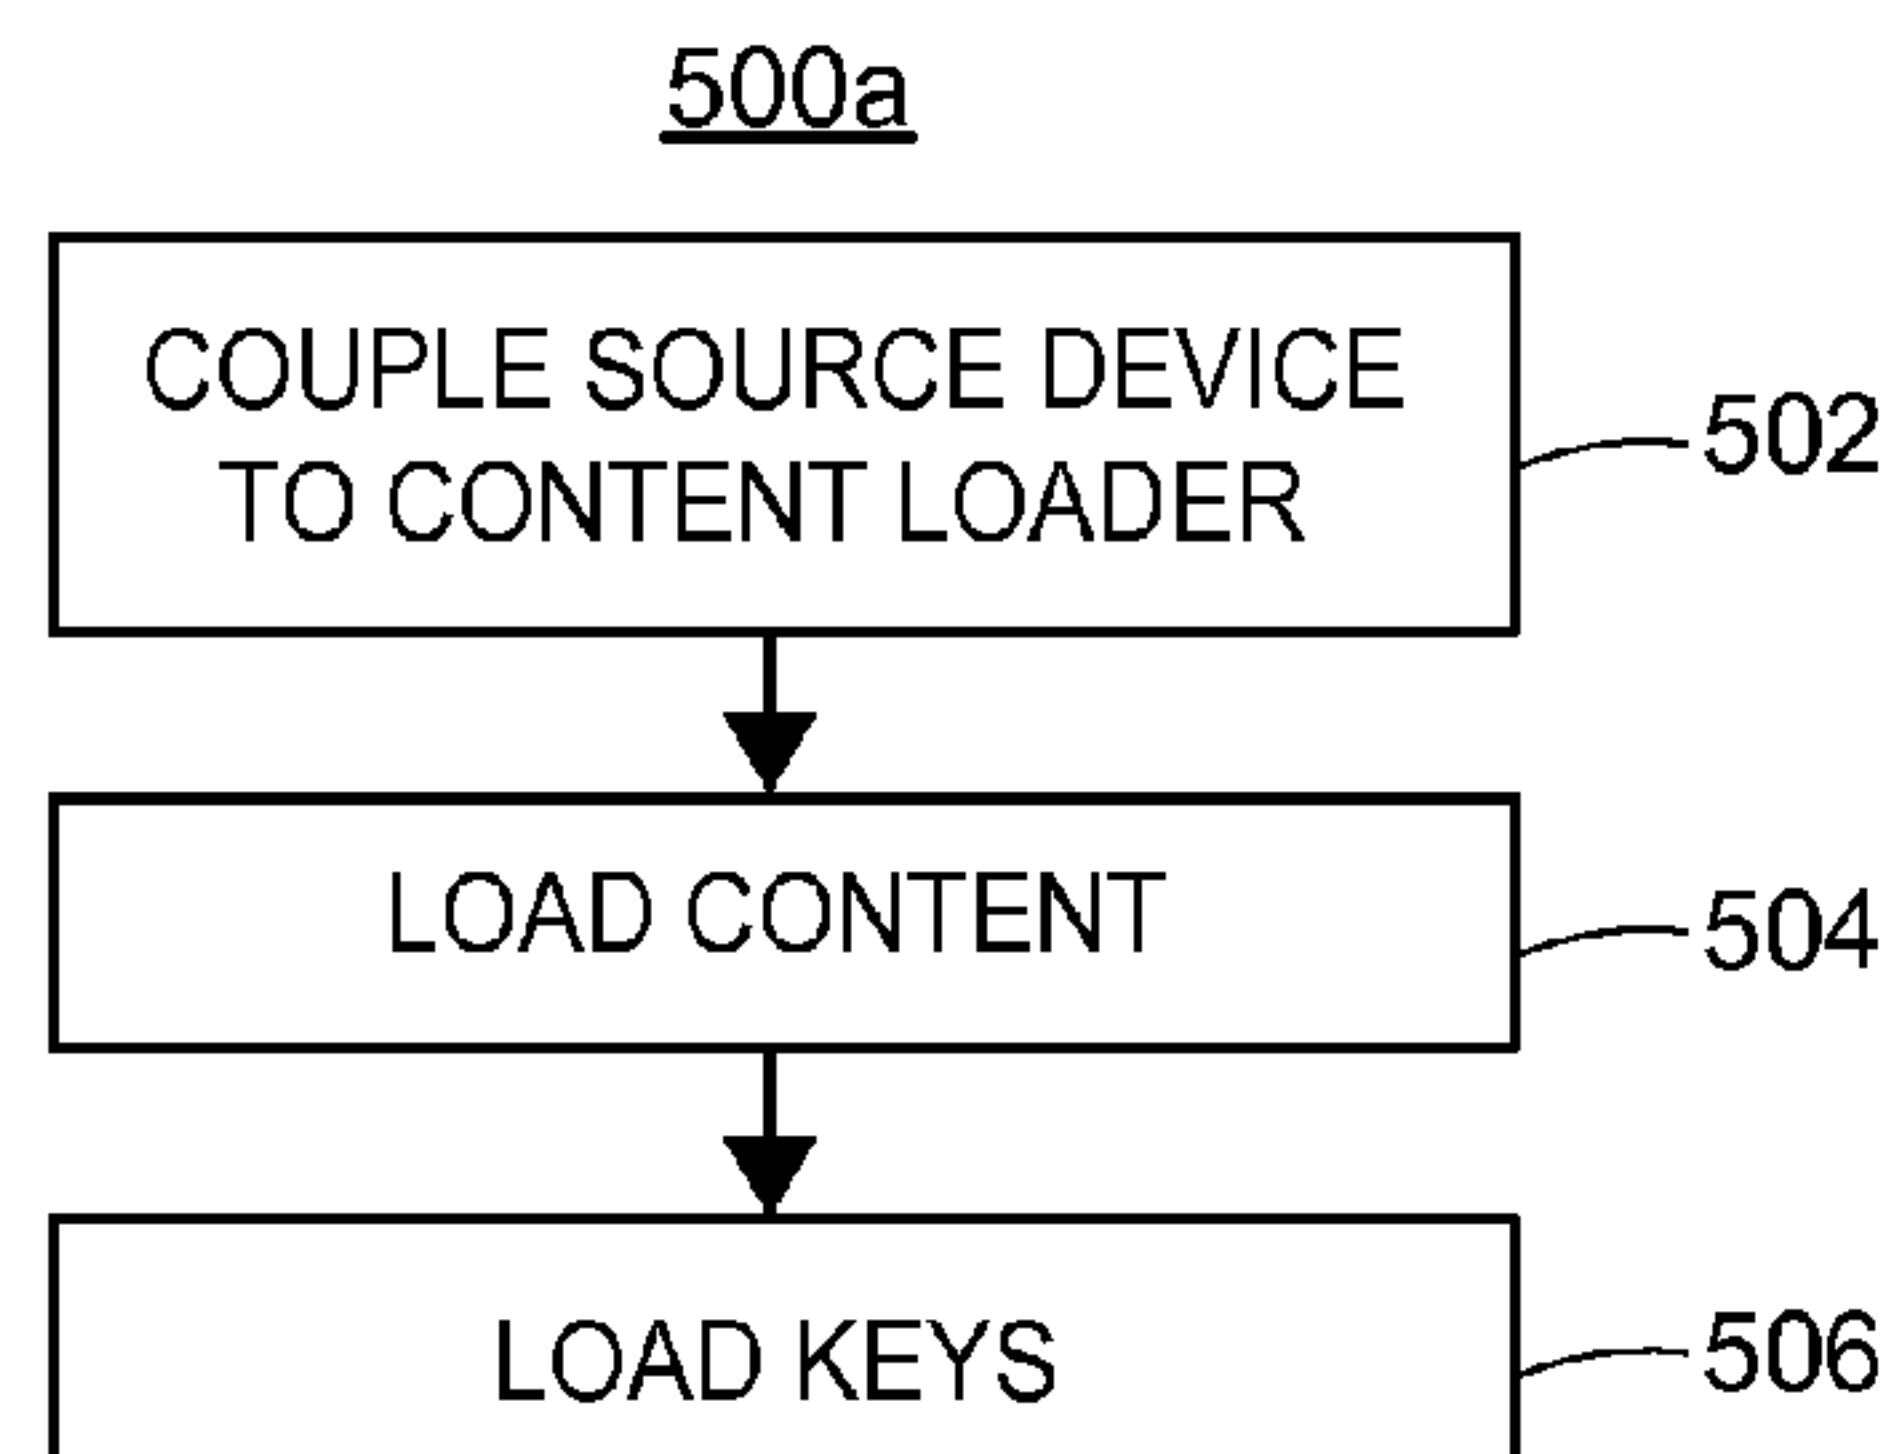 500a
COUPLE SOURCE DEVICE
TO CONTENT LOADER
502
LOAD CONTENT
504
LOAD KEYS
506